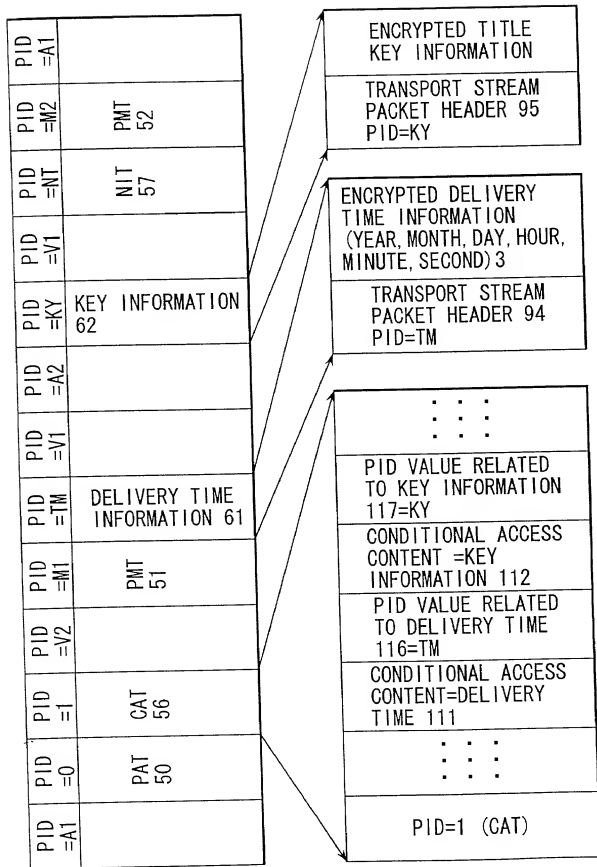 PID
=A1
PID
=M2
PMT
52
PID
=NT
NIT
57
PID
=V1
PID
=KY
KEY INFORMATION
62
PID
=A2
PID
=V1
PID
=TM
DELIVERY TIME
INFORMATION 61
PID
=M1
PMT
51
PID
=V2
PID
=1
CAT
56
PID
=0
PAT
50
PID
=A1
ENCRYPTED TITLE
KEY INFORMATION
TRANSPORT STREAM
PACKET HEADER 95
PID=KY
ENCRYPTED DELIVERY
TIME INFORMATION
(YEAR, MONTH, DAY, HOUR,
MINUTE, SECOND) 3
TRANSPORT STREAM
PACKET HEADER 94
PID=TM
PID VALUE RELATED
TO KEY INFORMATION
117=KY
CONDITIONAL ACCESS
CONTENT =KEY
INFORMATION 112
PID VALUE RELATED
TO DELIVERY TIME
116=TM
CONDITIONAL ACCESS
CONTENT=DELIVERY
TIME 111
PID=1 (CAT)